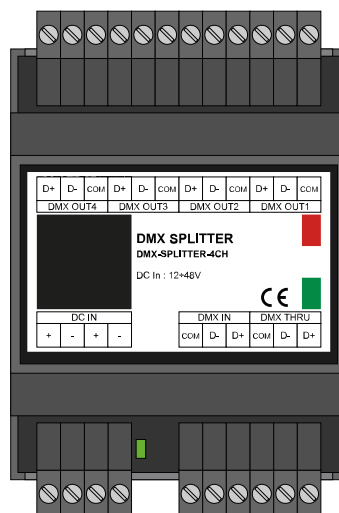 D+ D- COM D+ D- COM D+ D- COM D+ D- COM
DMX OUT4 DMX OUT3 DMX OUT2 DMX OUT1
DMX SPLITTER
DMX-SPLITTER-4CH
DC In : 12÷48V
CE
DC IN DMX IN DMX THRU
+ - + - COM D- D+ COM D- D+